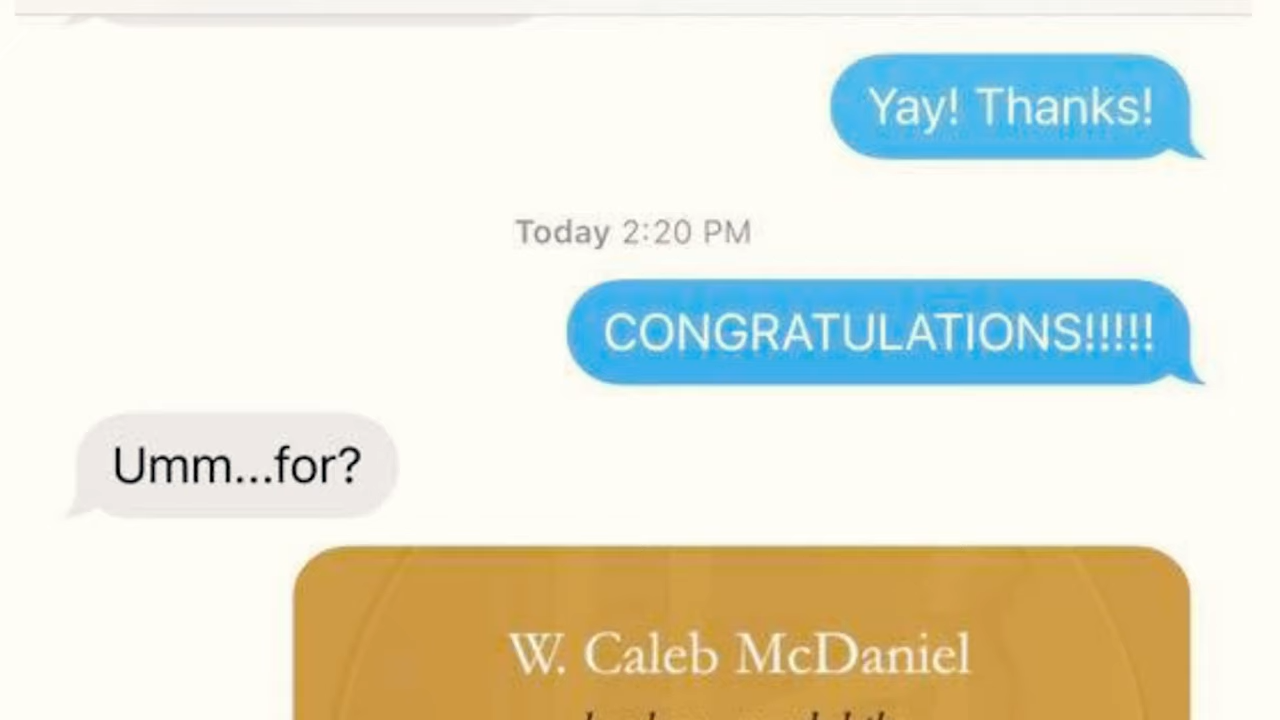 Yay! Thanks!
Today 2:20 PM
CONGRATULATIONS!!!!!
Umm...for?
W. Caleb McDaniel